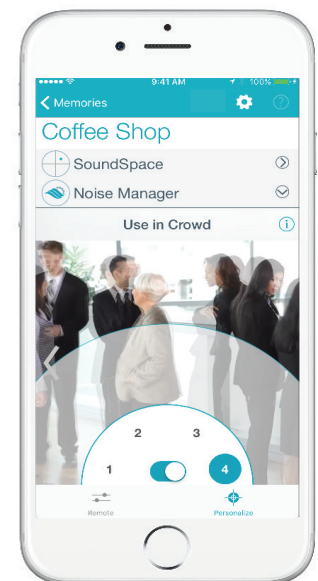 9:41 AM 100%
Memories ?
Coffee Shop
SoundSpace
Noise Manager
Use in Crowd i
2 3
1 4
Remote Personalize